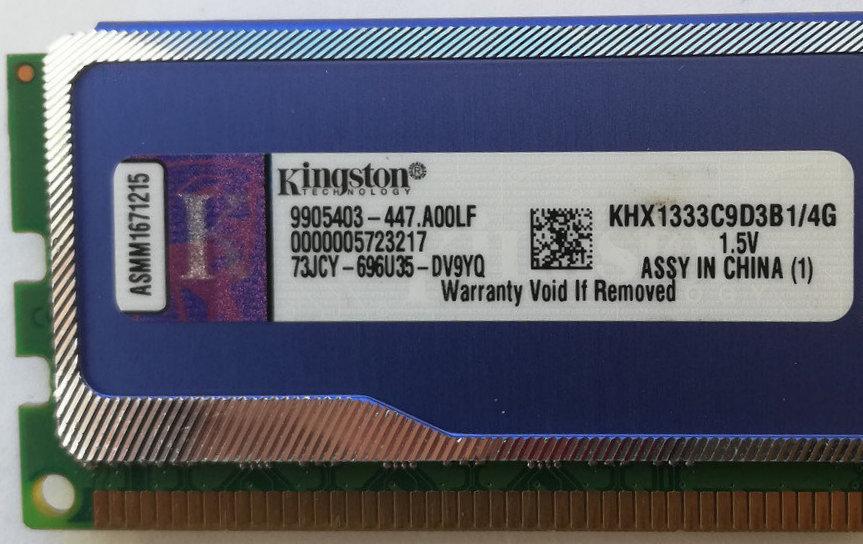 ASMM1671215
Kingston®
TECHNOLOGY
9905403-447.A00LF
0000005723217
73JCY-696U35-DV9YQ
KHX1333C9D3B1/4G
1.5V
ASSY IN CHINA (1)
Warranty Void If Removed